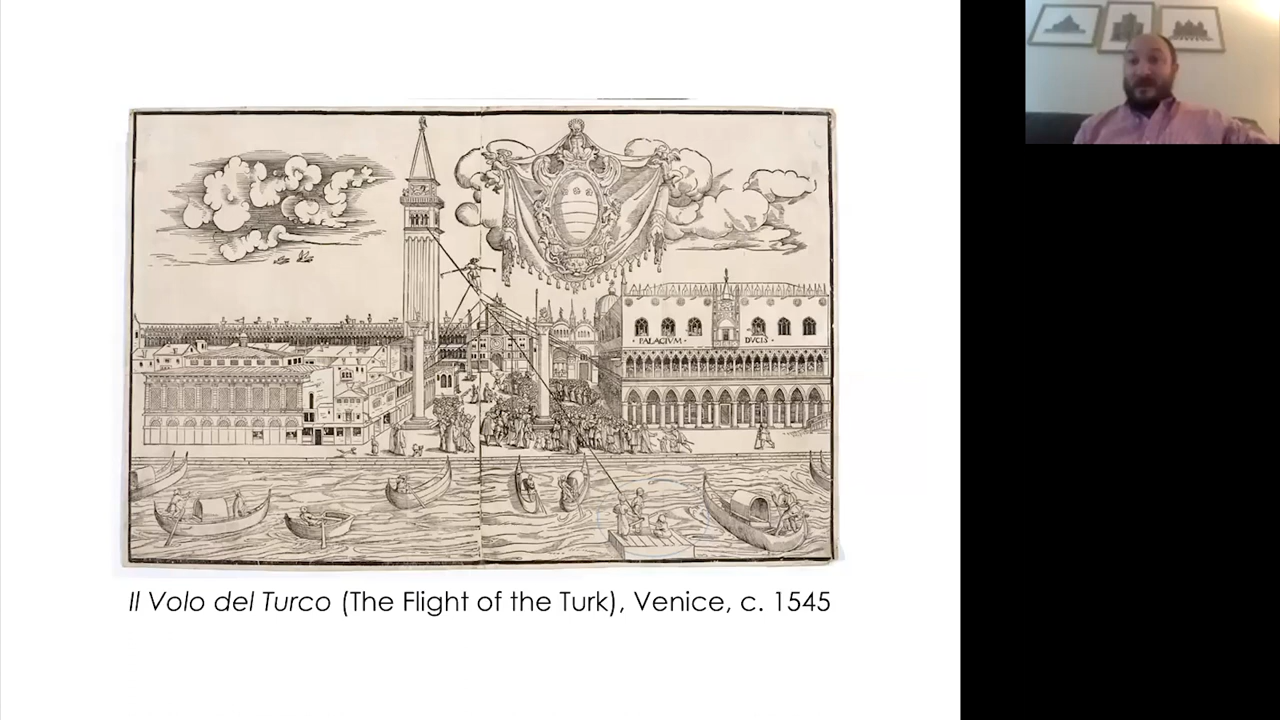 · PALACIVM · DVCIS ·
Il Volo del Turco (The Flight of the Turk), Venice, c. 1545